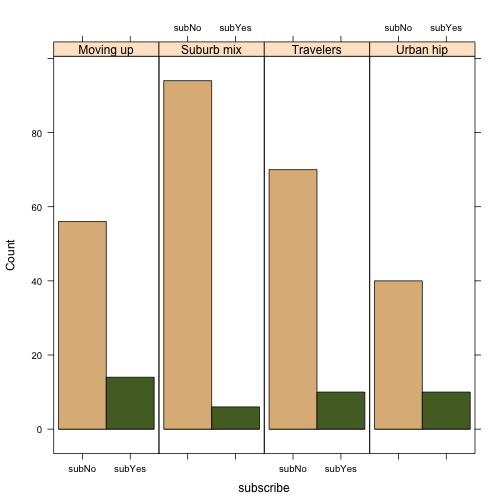 subNo subYes subNo subYes
Moving up Suburb mix Travelers Urban hip
80
60
40
20
0
Count
subNo subYes subNo subYes
subscribe